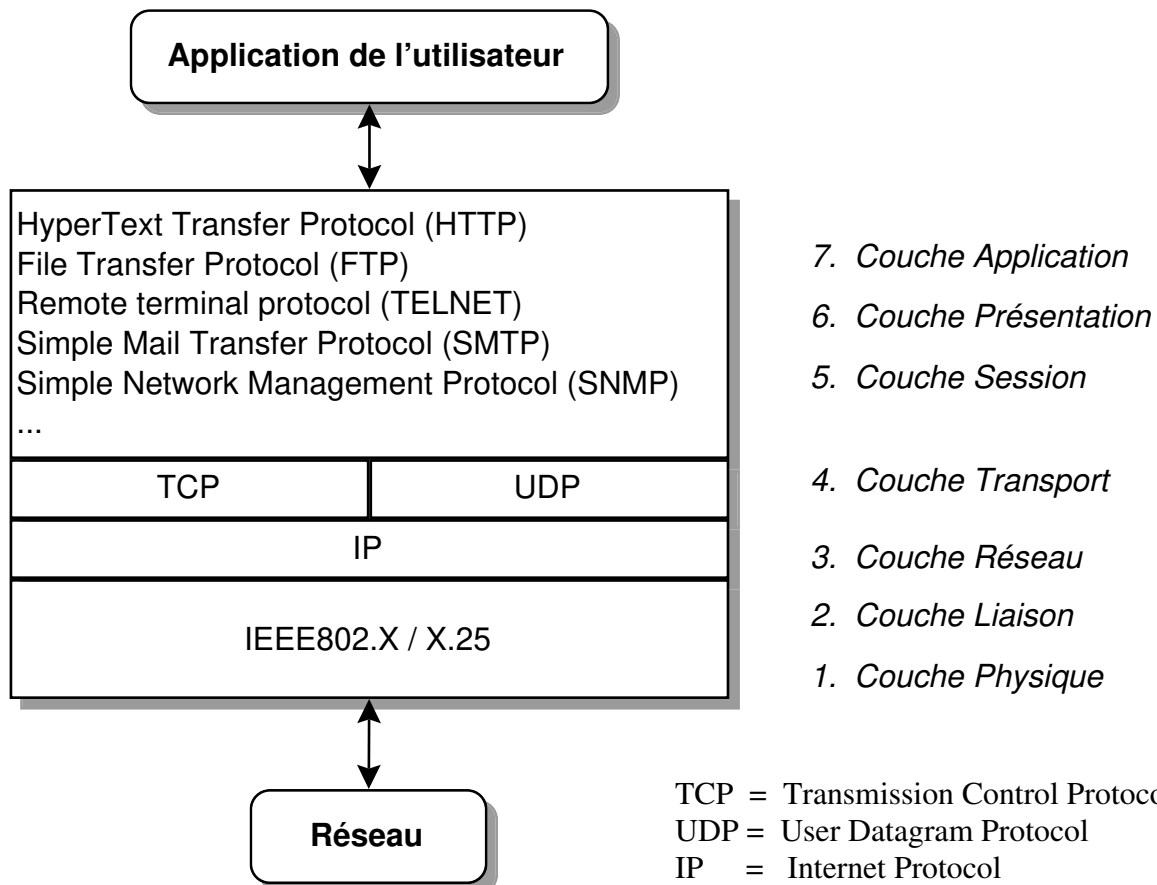 Application de l'utilisateur
HyperText Transfer Protocol (HTTP)
File Transfer Protocol (FTP)
Remote terminal protocol (TELNET)
Simple Mail Transfer Protocol (SMTP)
Simple Network Management Protocol (SNMP)
...
TCP
UDP
IP
IEEE802.X / X.25
7. Couche Application
6. Couche Présentation
5. Couche Session
4. Couche Transport
3. Couche Réseau
2. Couche Liaison
1. Couche Physique
Réseau
TCP = Transmission Control Protoco
UDP = User Datagram Protocol
IP = Internet Protocol